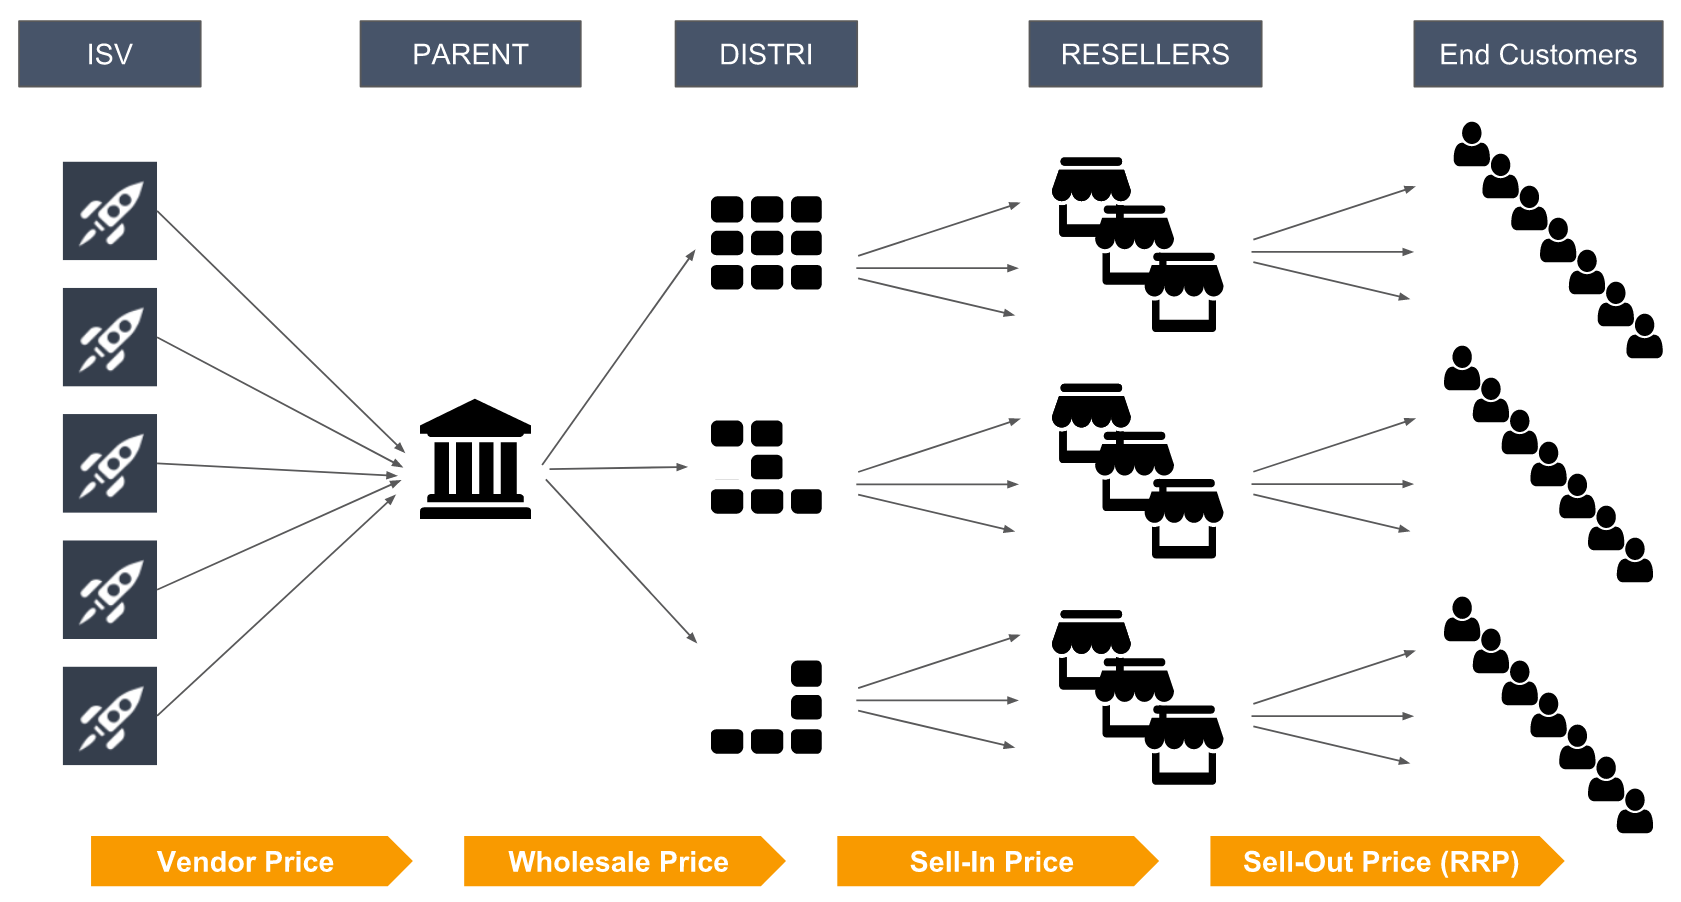 ISV
PARENT
DISTRI
RESELLERS
End Customers
Vendor Price
Wholesale Price
Sell-In Price
Sell-Out Price (RRP)